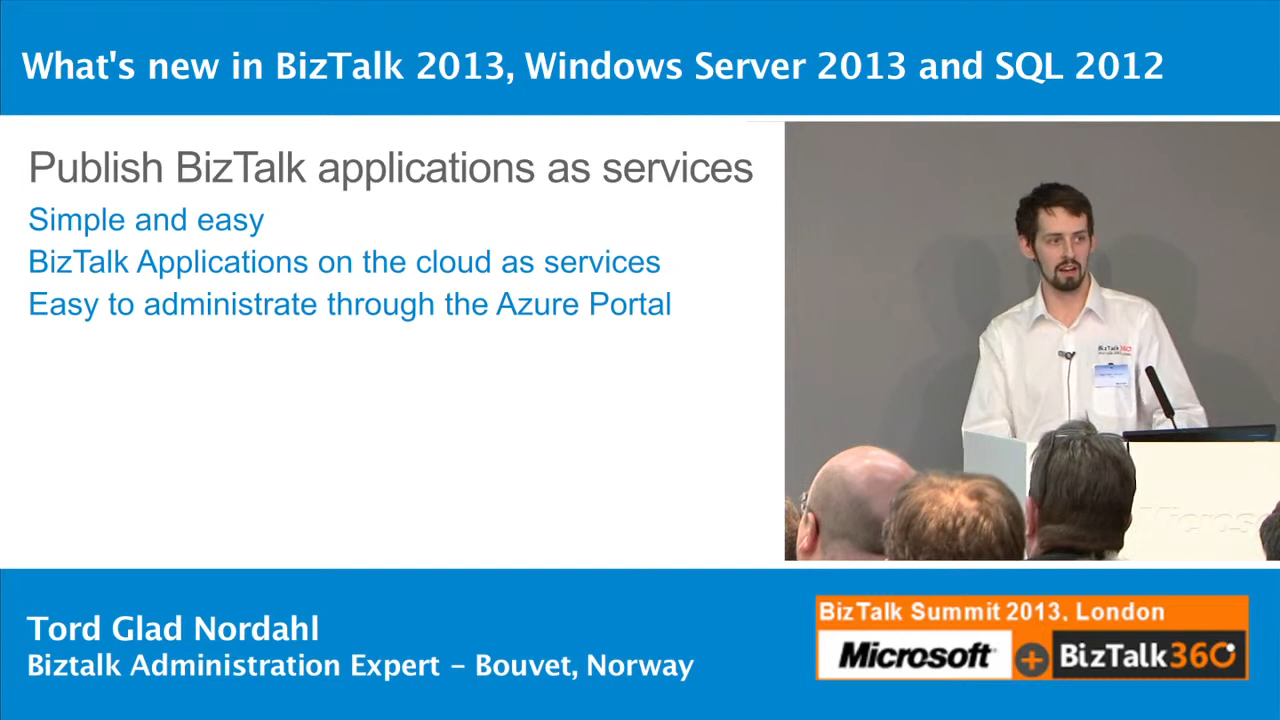 What's new in BizTalk 2013, Windows Server 2013 and SQL 2012
Publish BizTalk applications as services
Simple and easy
BizTalk Applications on the cloud as services
Easy to administrate through the Azure Portal
BizTalk360
Microsoft
Tord Glad Nordahl
Biztalk Administration Expert – Bouvet, Norway
BizTalk Summit 2013, London
Microsoft + BizTalk360